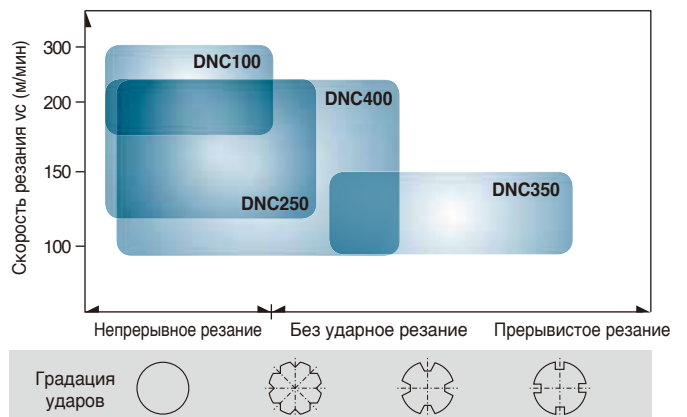 Скорость резания vc (м/мин)
300
200
150
100
DNC100
DNC400
DNC250
DNC350
Непрерывное резание
Без ударное резание
Прерывистое резание
Градация
ударов